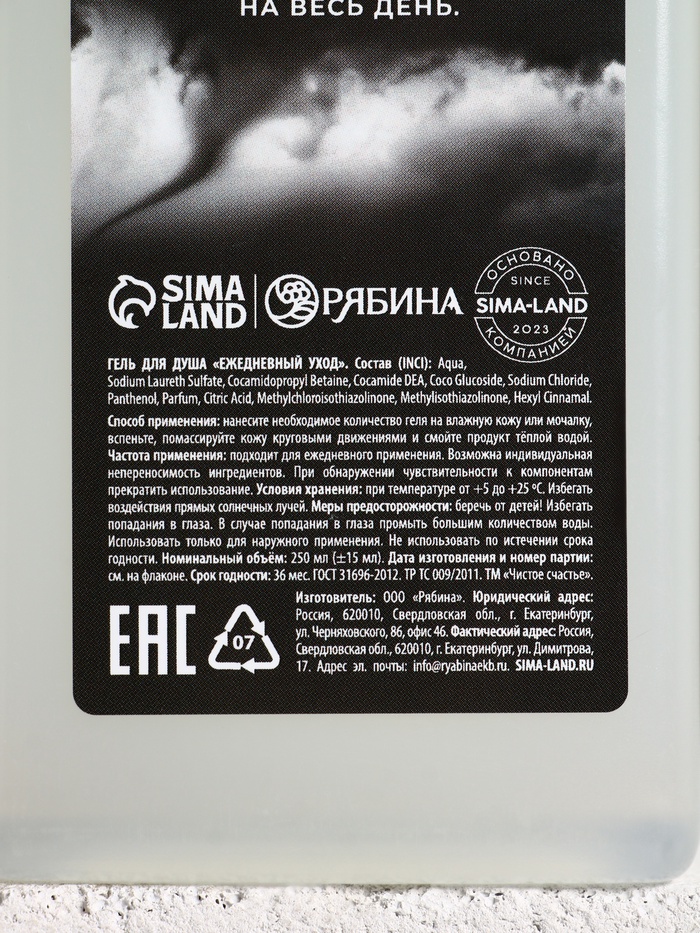 НА ВЕСЬ ДЕНЬ.
SIMA LAND
РЯБИНА
ОСНОВАНО
SINCE
SIMA-LAND
2023
КОМПАНИЕЙ
ГЕЛЬ ДЛЯ ДУША «ЕЖЕДНЕВНЫЙ УХОД». Состав (INCI): Aqua,
Sodium Laureth Sulfate, Cocamidopropyl Betaine, Cocamide DEA, Coco Glucoside, Sodium Chloride,
Panthenol, Parfum, Citric Acid, Methylchloroisothiazolinone, Methylisothiazolinone, Hexyl Cinnamal.
Способ применения: нанесите необходимое количество геля на влажную кожу или мочалку,
вспеньте, помассируйте кожу круговыми движениями и смойте продукт тёплой водой.
Частота применения: подходит для ежедневного применения. Возможна индивидуальная
непереносимость ингредиентов. При обнаружении чувствительности к компонентам
прекратить использование. Условия хранения: при температуре от +5 до +25 ºС. Избегать
воздействия прямых солнечных лучей. Меры предосторожности: беречь от детей! Избегать
попадания в глаза. В случае попадания в глаза промыть большим количеством воды.
Использовать только для наружного применения. Не использовать по истечении срока
годности. Номинальный объём: 250 мл (±15 мл). Дата изготовления и номер партии:
см. на флаконе. Срок годности: 36 мес. ГОСТ 31696-2012. ТР ТС 009/2011. ТМ «Чистое счастье».
EAC
07
Изготовитель: ООО «Рябина». Юридический адрес:
Россия, 620010, Свердловская обл., г. Екатеринбург,
ул. Черняховского, 86, офис 46. Фактический адрес: Россия,
Свердловская обл., 620010, г. Екатеринбург, ул. Димитрова,
17. Адрес эл. почты: info@ryabinaekb.ru. SIMA-LAND.RU